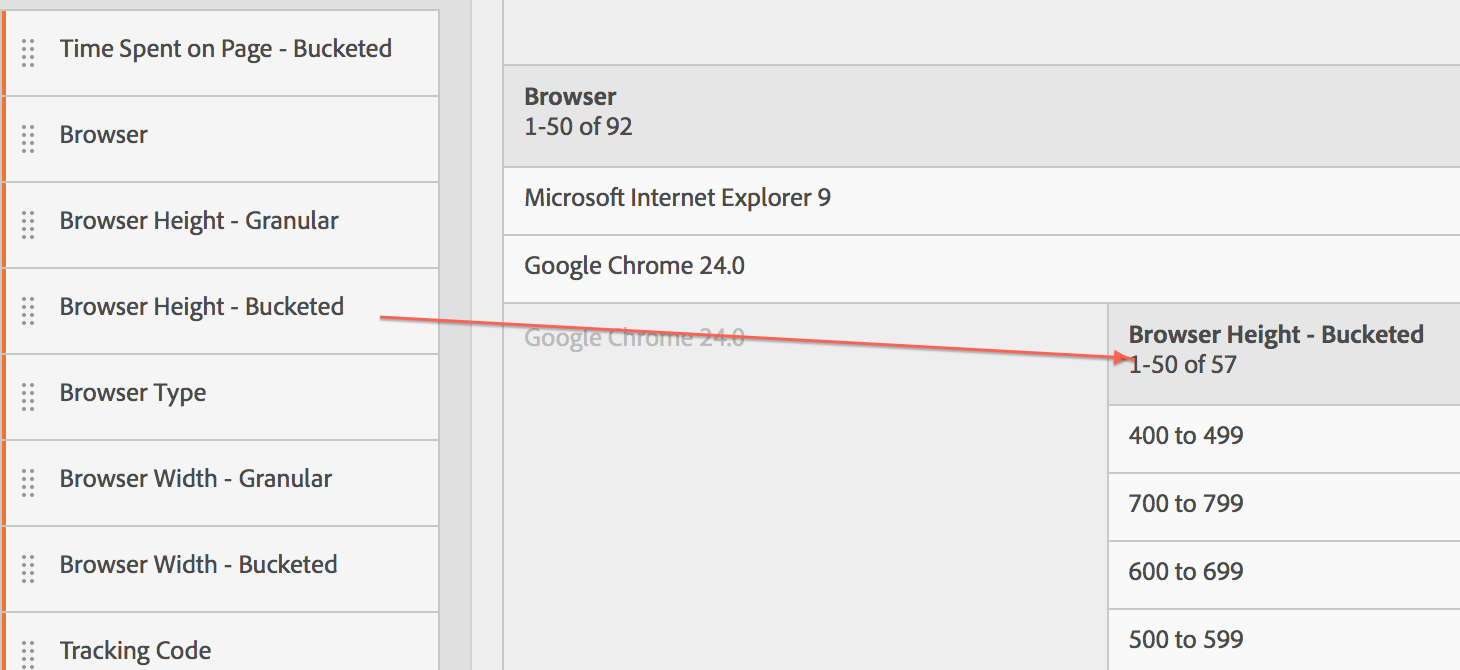 Time Spent on Page - Bucketed
Browser
Browser Height - Granular
Browser Height - Bucketed
Browser Type
Browser Width - Granular
Browser Width - Bucketed
Tracking Code
Browser
1-50 of 92
Microsoft Internet Explorer 9
Google Chrome 24.0
Google Chrome 24.0
Browser Height - Bucketed
1-50 of 57
400 to 499
700 to 799
600 to 699
500 to 599